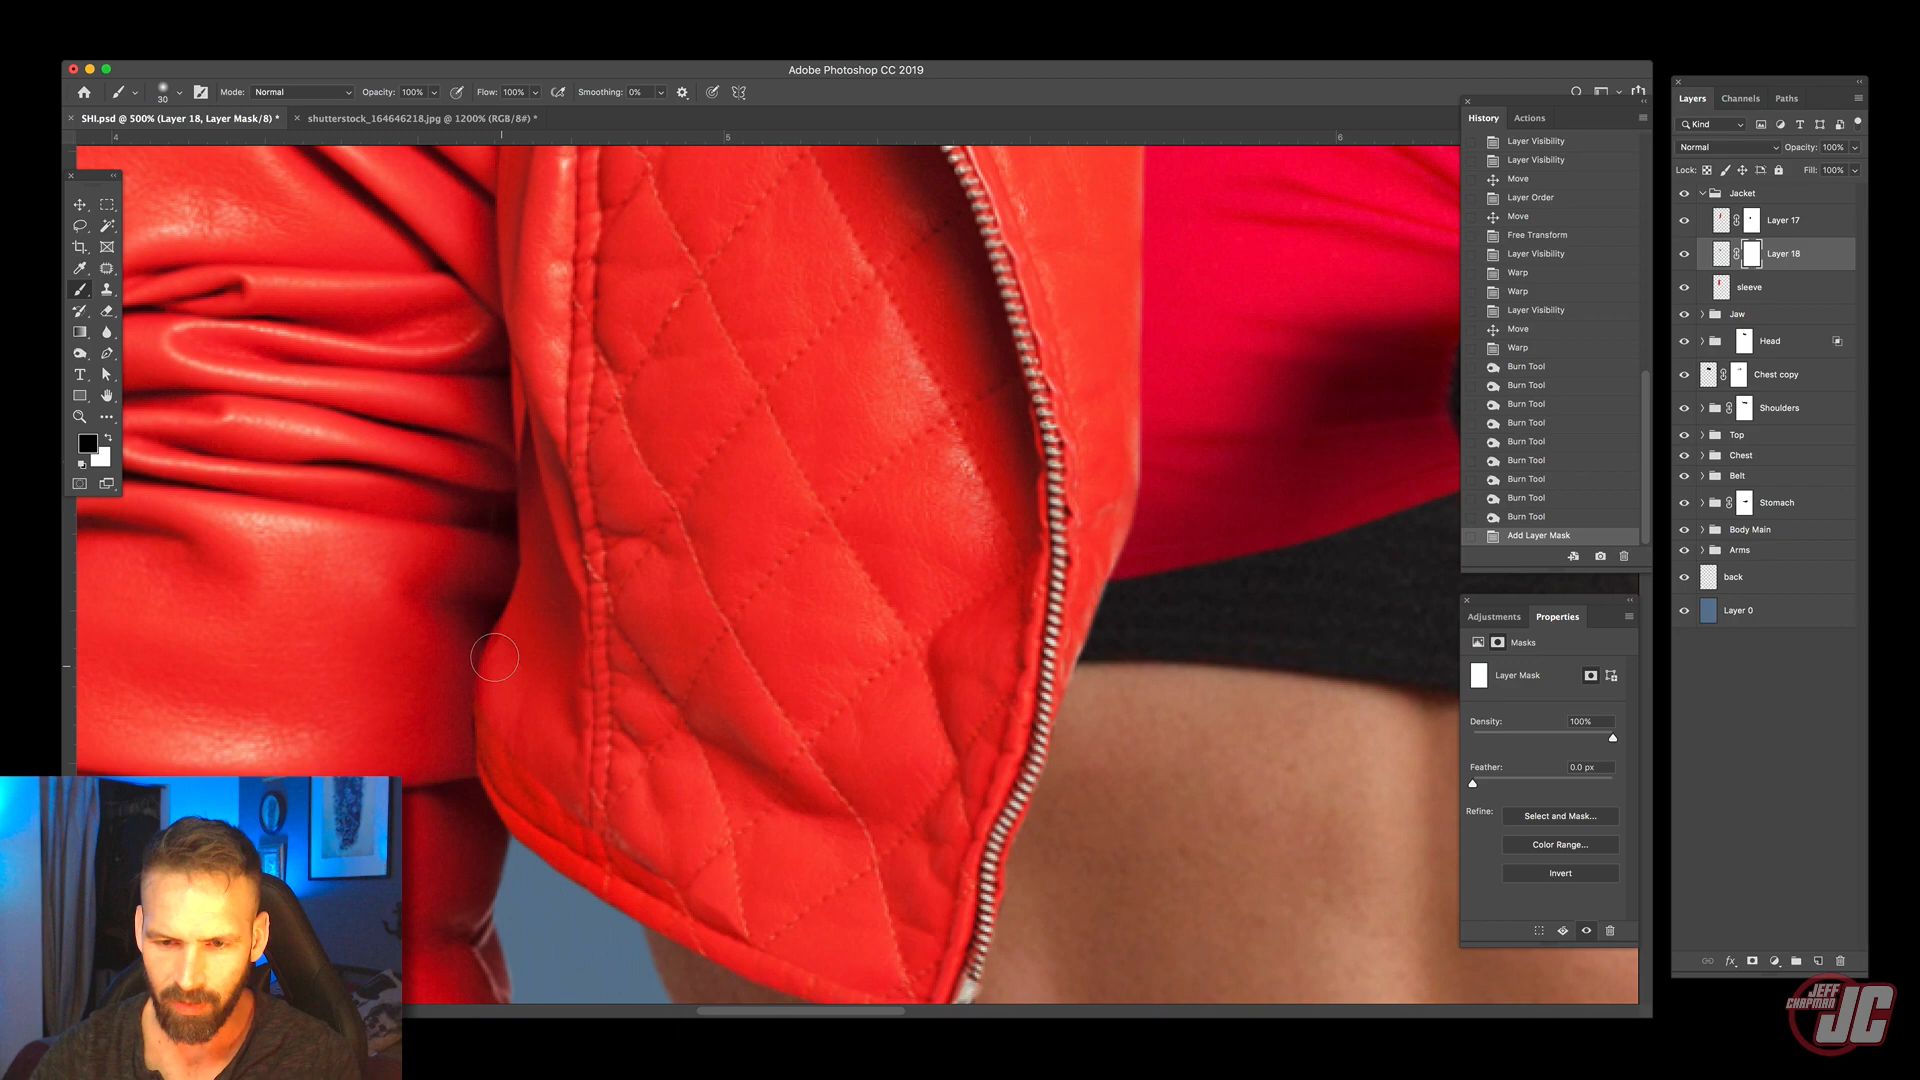 Adobe Photoshop CC 2019
30
Mode: Normal
Opacity: 100%
Flow: 100%
Smoothing: 0%
SHI.psd @ 500% (Layer 18, Layer Mask/8) *
shutterstock_164646218.jpg @ 1200% (RGB/8#) *
4
5
6
History
Actions
Layer Visibility
Layer Visibility
Move
Layer Order
Move
Free Transform
Layer Visibility
Warp
Warp
Layer Visibility
Move
Warp
Burn Tool
Burn Tool
Burn Tool
Burn Tool
Burn Tool
Burn Tool
Burn Tool
Burn Tool
Burn Tool
Add Layer Mask
Adjustments
Properties
Masks
Layer Mask
Density: 100%
Feather: 0.0 px
Refine: Select and Mask...
Color Range...
Invert
Layers
Channels
Paths
Kind
Normal
Opacity: 100%
Lock:
Fill: 100%
Jacket
Layer 17
Layer 18
sleeve
Jaw
Head
Chest copy
Shoulders
Top
Chest
Belt
Stomach
Body Main
Arms
back
Layer 0
fx
JEFF
CHAPMAN
JC